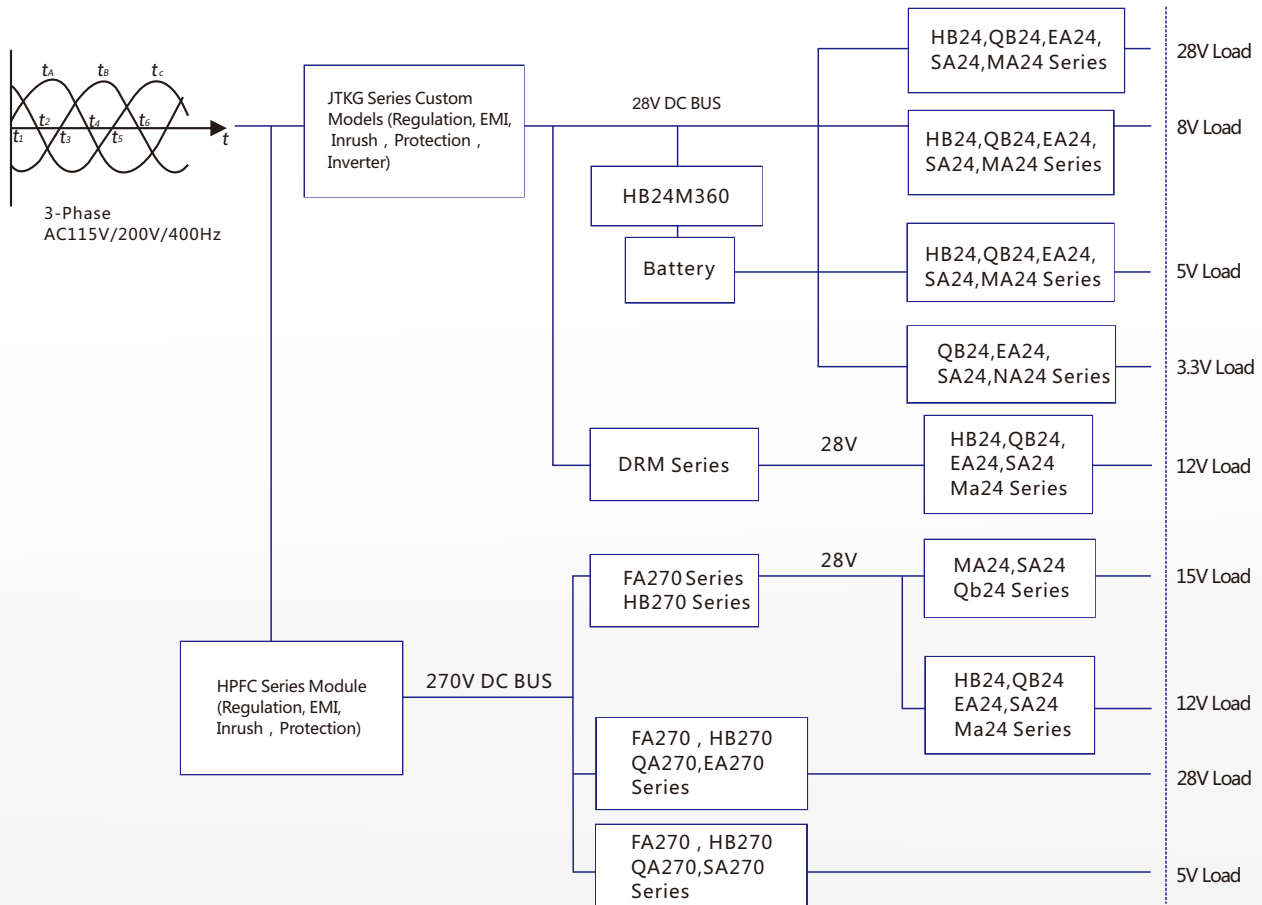 tA
tB
tc
t1
t2
t3
t4
t5
t6
t
3-Phase
AC115V/200V/400Hz
JTKG Series Custom
Models (Regulation, EMI,
Inrush , Protection ,
Inverter)
28V DC BUS
HB24M360
Battery
HB24,QB24,EA24,
SA24,MA24 Series
28V Load
HB24,QB24,EA24,
SA24,MA24 Series
8V Load
HB24,QB24,EA24,
SA24,MA24 Series
5V Load
QB24,EA24,
SA24,NA24 Series
3.3V Load
DRM Series
28V
HB24,QB24,
EA24,SA24
Ma24 Series
12V Load
HPFC Series Module
(Regulation, EMI,
Inrush , Protection)
270V DC BUS
FA270 Series
HB270 Series
28V
MA24,SA24
Qb24 Series
15V Load
HB24,QB24
EA24,SA24
Ma24 Series
12V Load
FA270 , HB270
QA270,EA270
Series
28V Load
FA270 , HB270
QA270,SA270
Series
5V Load